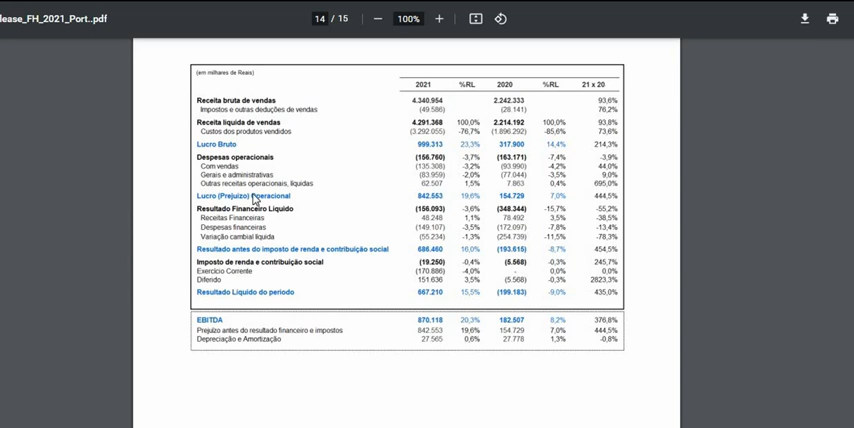 lease_FH_2021_Port..pdf 14 / 15 100%
(em milhares de Reais)
2021 %RL 2020 %RL 21 x 20
Receita bruta de vendas 4.340.954 2.242.333 93,6%
Impostos e outras deduções de vendas (49.586) (28.141) 76,2%
Receita líquida de vendas 4.291.368 100,0% 2.214.192 100,0% 93,8%
Custos dos produtos vendidos (3.292.055) -76,7% (1.896.292) -85,6% 73,6%
Lucro Bruto 999.313 23,3% 317.900 14,4% 214,3%
Despesas operacionais (156.760) -3,7% (163.171) -7,4% -3,9%
Com vendas (135.308) -3,2% (93.990) -4,2% 44,0%
Gerais e administrativas (83.959) -2,0% (77.044) -3,5% 9,0%
Outras receitas operacionais, líquidas 62.507 1,5% 7.863 0,4% 695,0%
Lucro (Prejuízo) Operacional 842.553 19,6% 154.729 7,0% 444,5%
Resultado Financeiro Líquido (156.093) -3,6% (348.344) -15,7% -55,2%
Receitas Financeiras 48.248 1,1% 78.492 3,5% -38,5%
Despesas financeiras (149.107) -3,5% (172.097) -7,8% -13,4%
Variação cambial líquida (55.234) -1,3% (254.739) -11,5% -78,3%
Resultado antes do imposto de renda e contribuição social 686.460 16,0% (193.615) -8,7% 454,5%
Imposto de renda e contribuição social (19.250) -0,4% (5.568) -0,3% 245,7%
Exercício Corrente (170.886) -4,0% - 0,0% 0,0%
Diferido 151.636 3,5% (5.568) -0,3% 2823,3%
Resultado Líquido do período 667.210 15,5% (199.183) -9,0% 435,0%
EBITDA 870.118 20,3% 182.507 8,2% 376,8%
Prejuízo antes do resultado financeiro e impostos 842.553 19,6% 154.729 7,0% 444,5%
Depreciação e Amortização 27.565 0,6% 27.778 1,3% -0,8%